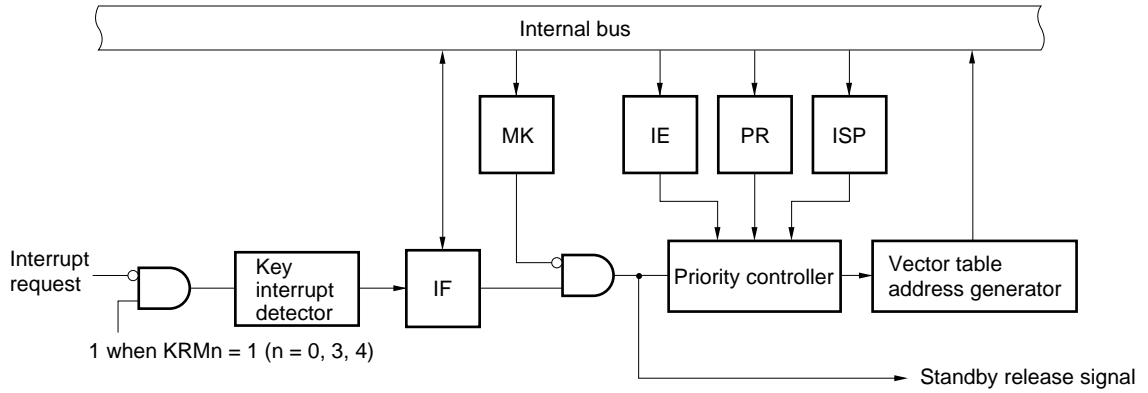 Internal bus
MK
IE
PR
ISP
Interrupt
request
Key
interrupt
detector
IF
Priority controller
Vector table
address generator
1 when KRMn = 1 (n = 0, 3, 4)
Standby release signal